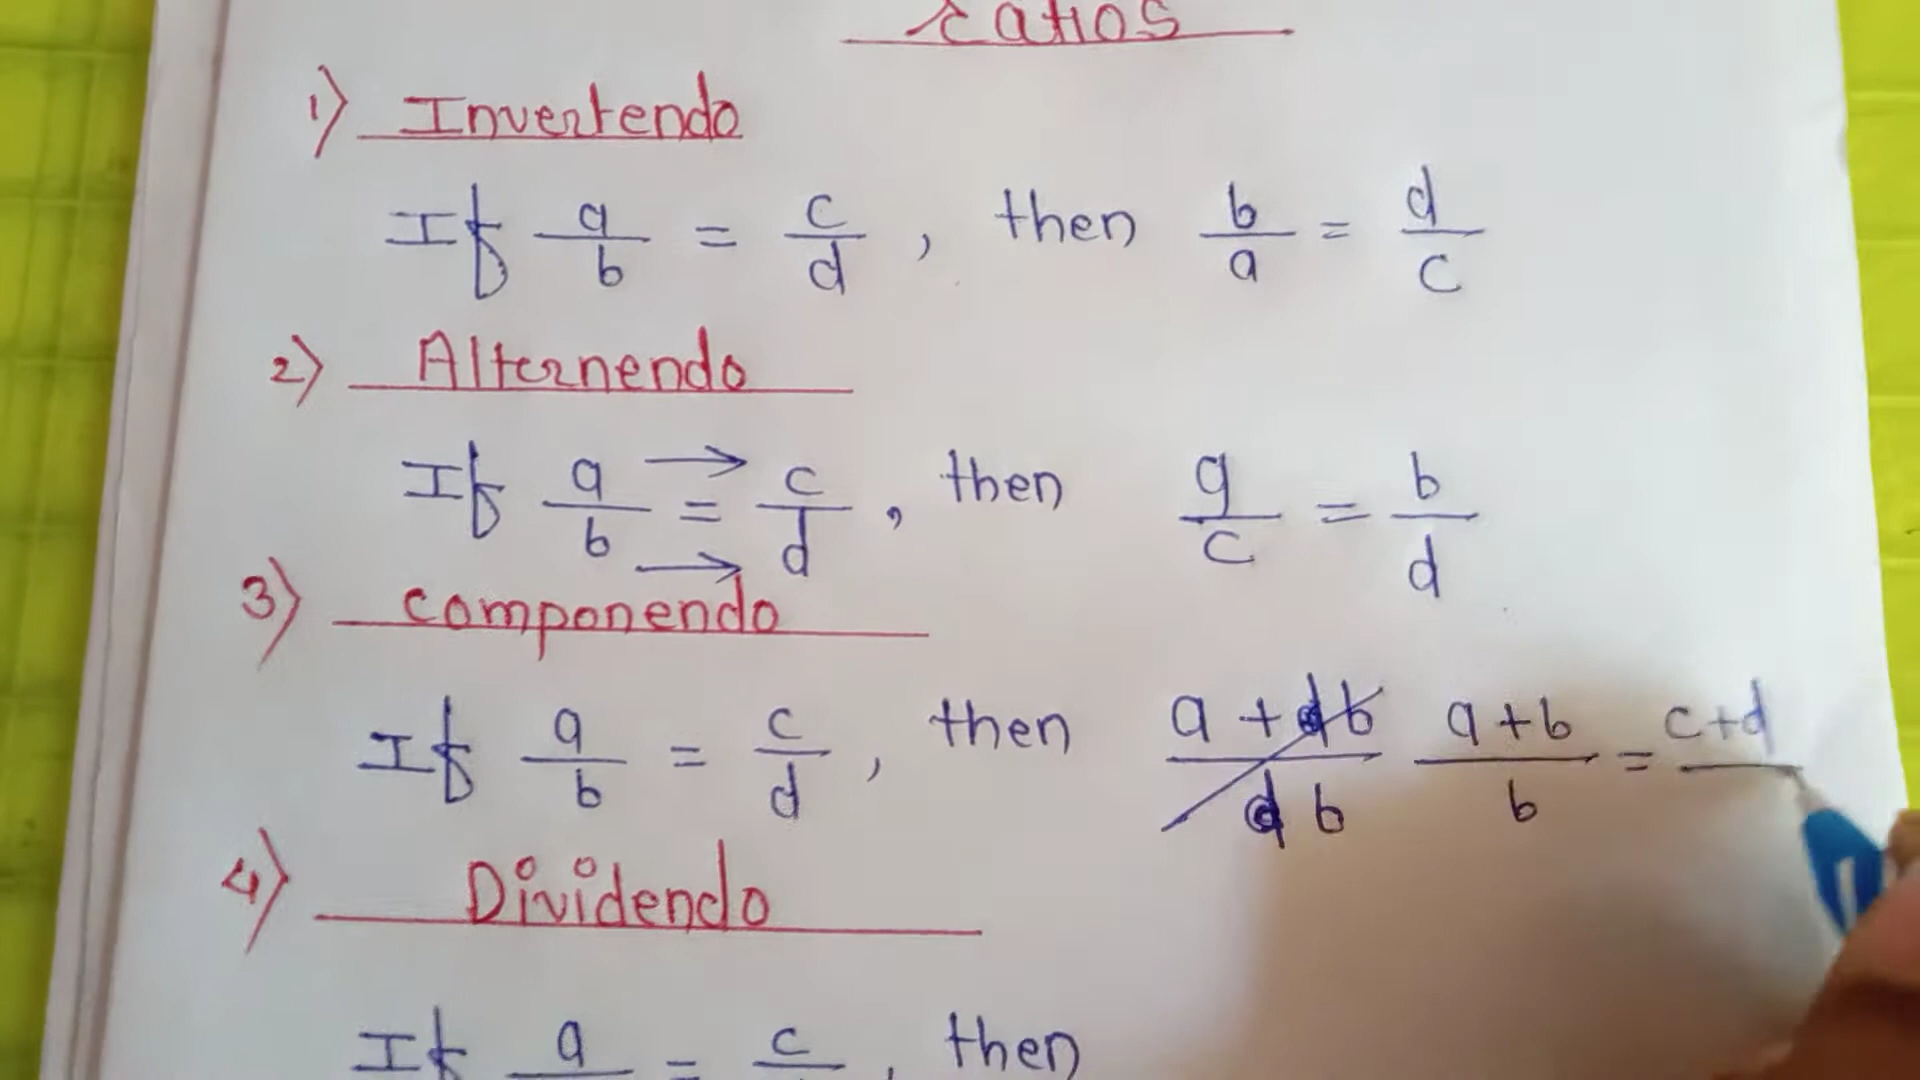 ratios
1) Invertendo
If a/b = c/d, then b/a = d/c
2) Alternendo
If a/b = c/d, then a/c = b/d
3) componendo
If a/b = c/d, then a+b/b a+b/b = c+d
4) Dividendo
If a = c, then